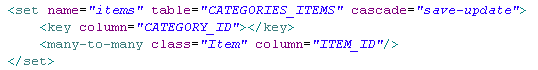 <set name="items" table="CATEGORIES_ITEMS" cascade="save-update">
<key column="CATEGORY_ID"></key>
<many-to-many class="Item" column="ITEM_ID"/>
</set>